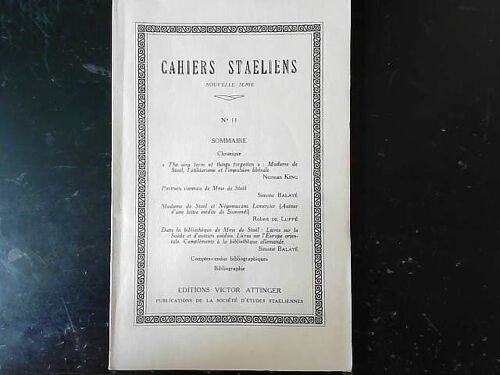 CAHIERS STAELIENS
NOUVELLE SERIE
N° 11
SOMMAIRE
Chronique
« The airy form of things forgotten » : Madame de
Staël, l'utilitarisme et l'impulsion libérale
Norman KING
Portraits viennois de Mme de Staël
Simone BALAYÉ
Madame de Staël et Népomucène Lemercier (Autour
d'une lettre inédite de Sismondi)
Robert DE LUPPÉ
Dans la bibliothèque de Mme de Staël : Livres sur la
Suède et d'auteurs suédois. Livres sur l'Europe orien-
tale. Compléments à la bibliothèque allemande.
Simone BALAYÉ
Comptes-rendus bibliographiques
Bibliographie
EDITIONS VICTOR ATTINGER
PUBLICATIONS DE LA SOCIÉTÉ D'ÉTUDES STAELIENNES